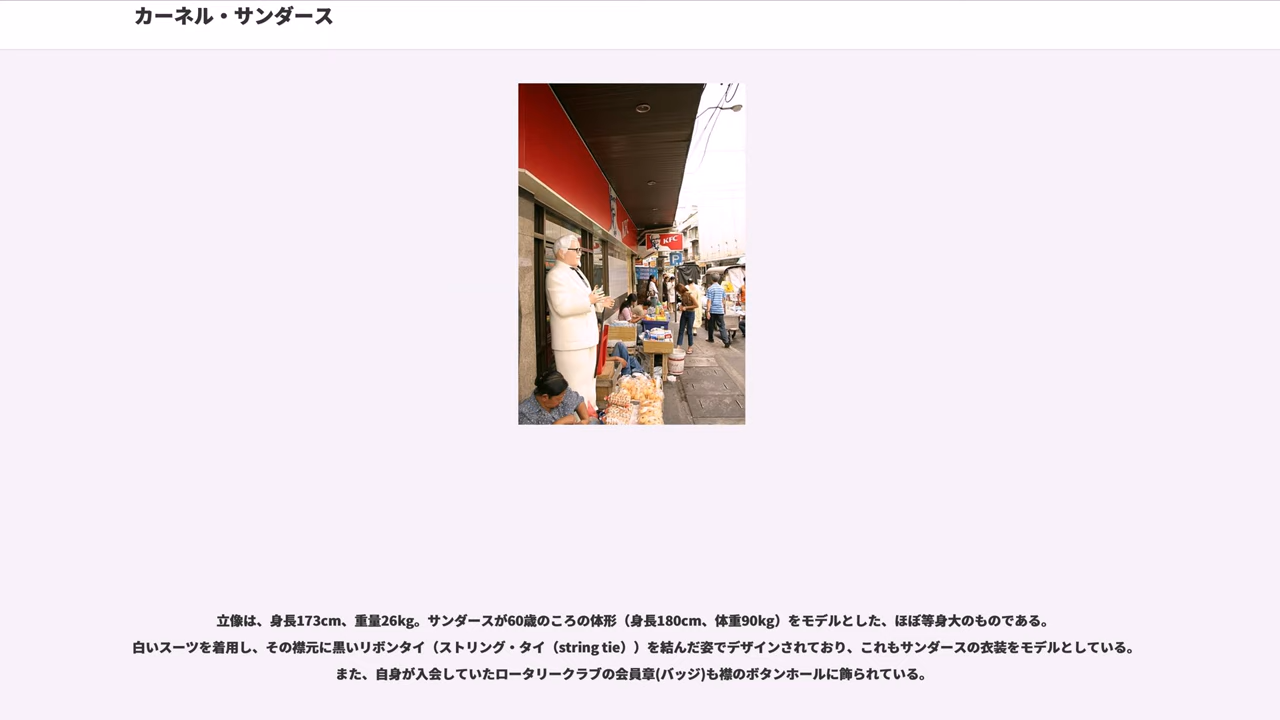 カーネル・サンダース
KFC
KFC
P
立像は、身長173cm、重量26kg。サンダースが60歳のころの体形（身長180cm、体重90kg）をモデルとした、ほぼ等身大のものである。
白いスーツを着用し、その襟元に黒いリボンタイ（ストリング・タイ（string tie））を結んだ姿でデザインされており、これもサンダースの衣装をモデルとしている。
また、自身が入会していたロータリークラブの会員章(バッジ)も襟のボタンホールに飾られている。